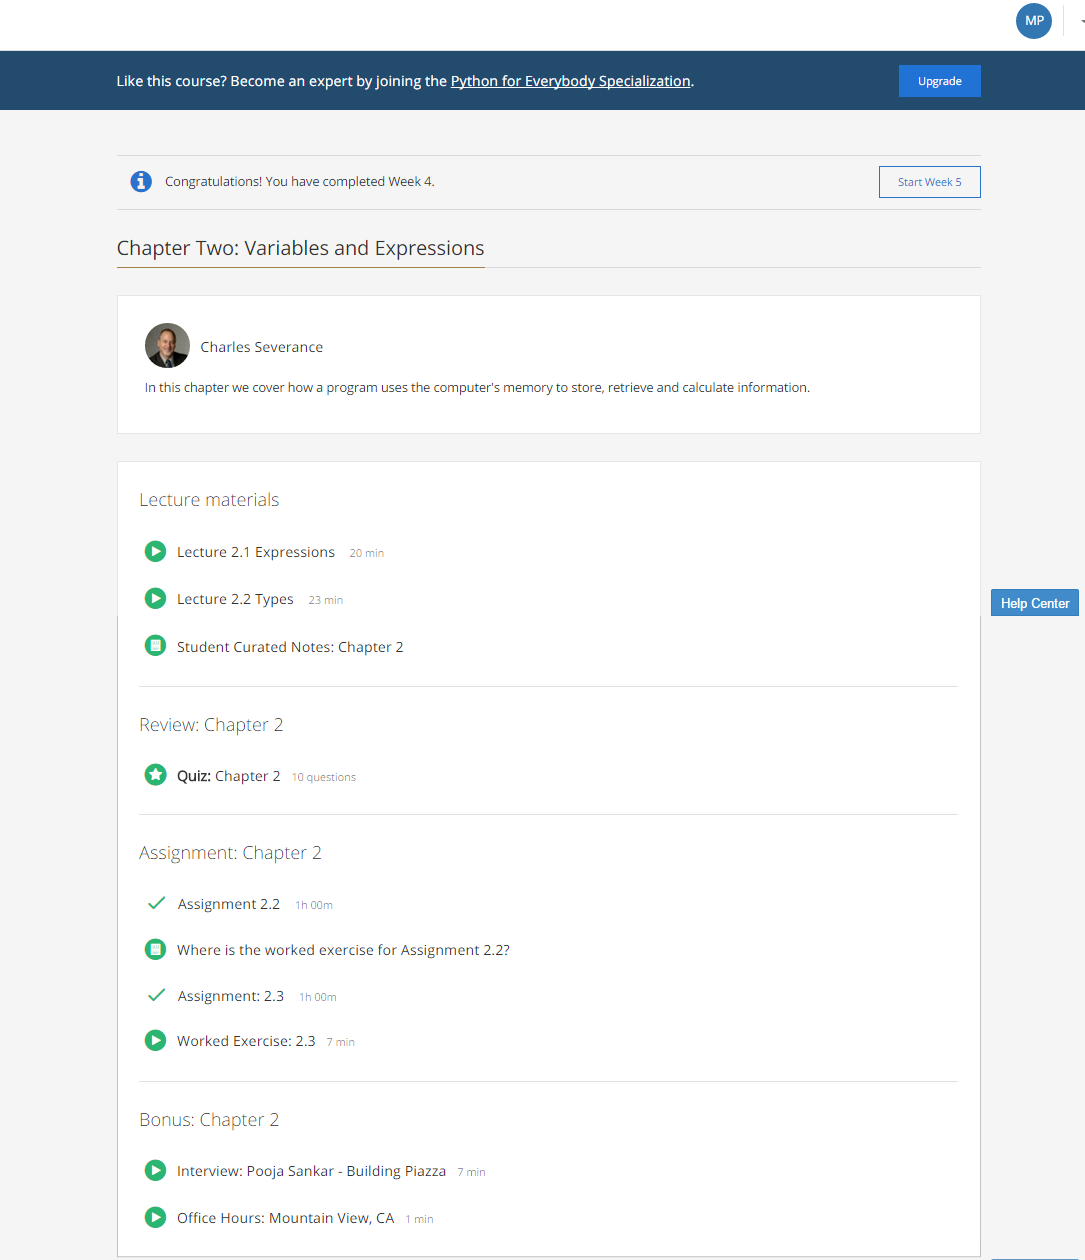 MP
Like this course? Become an expert by joining the Python for Everybody Specialization.
Upgrade
Congratulations! You have completed Week 4.
Start Week 5
Chapter Two: Variables and Expressions
Charles Severance
In this chapter we cover how a program uses the computer's memory to store, retrieve and calculate information.
Lecture materials
Lecture 2.1 Expressions 20 min
Lecture 2.2 Types 23 min
Help Center
Student Curated Notes: Chapter 2
Review: Chapter 2
Quiz: Chapter 2 10 questions
Assignment: Chapter 2
Assignment 2.2 1h 00m
Where is the worked exercise for Assignment 2.2?
Assignment: 2.3 1h 00m
Worked Exercise: 2.3 7 min
Bonus: Chapter 2
Interview: Pooja Sankar - Building Piazza 7 min
Office Hours: Mountain View, CA 1 min